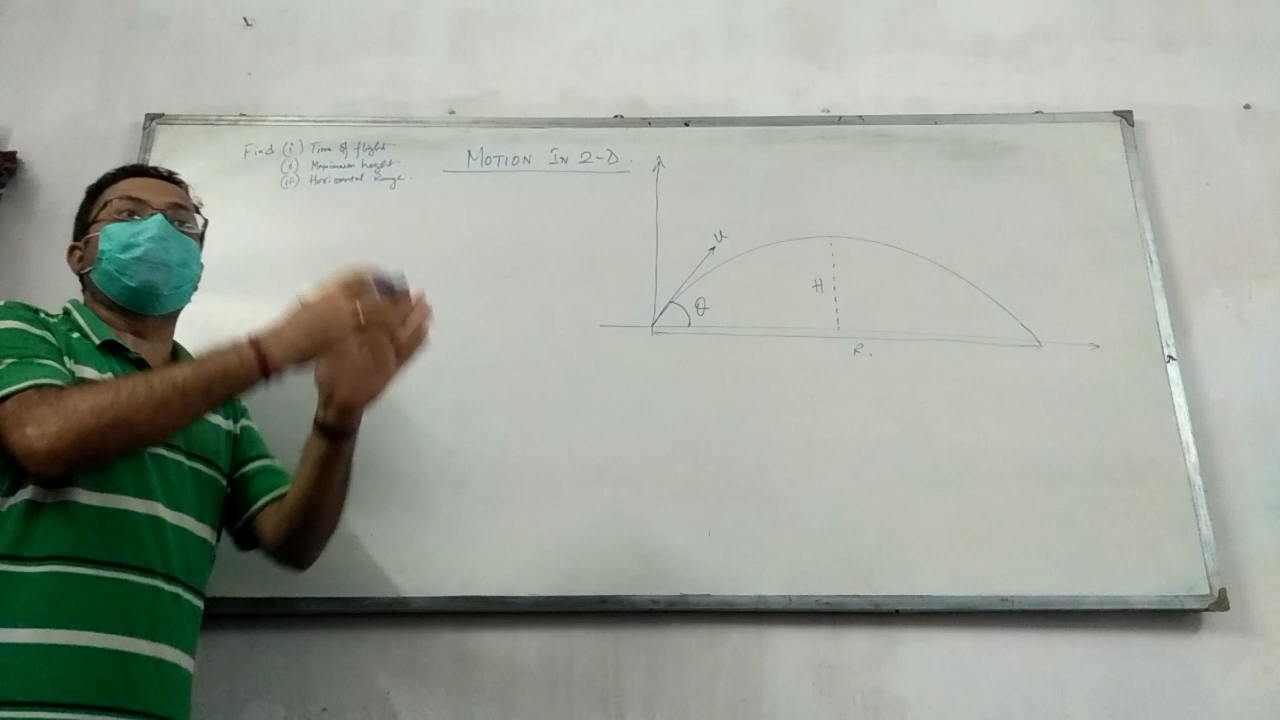 Find (i) Time of flight
(ii) Maximum height
(iii) Horizontal Range.
MOTION IN 2-D.
u
θ
H
R.